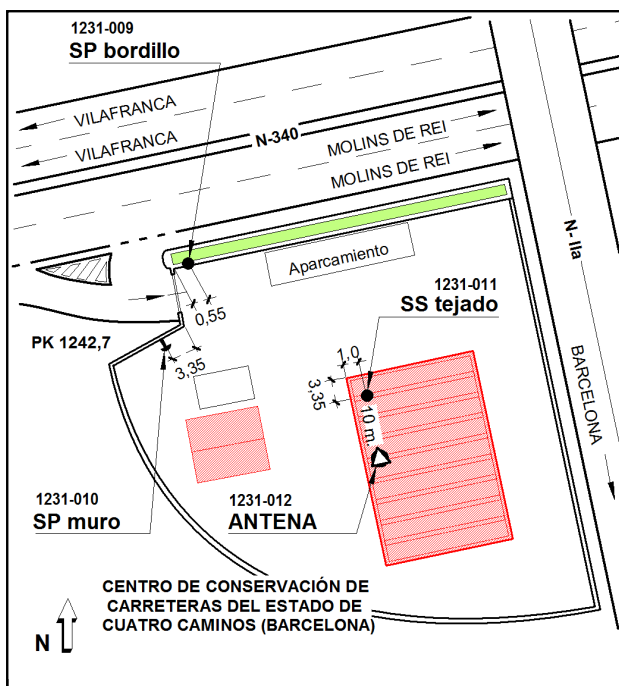 1231-009
SP bordillo
VILAFRANCA
VILAFRANCA
N-340
MOLINS DE REI
MOLINS DE REI
N- IIa
BARCELONA
Aparcamiento
1231-011
SS tejado
0,55
PK 1242,7
3,35
1,0
3,35
10 m.
1231-010
SP muro
1231-012
ANTENA
CENTRO DE CONSERVACIÓN DE
CARRETERAS DEL ESTADO DE
CUATRO CAMINOS (BARCELONA)
N